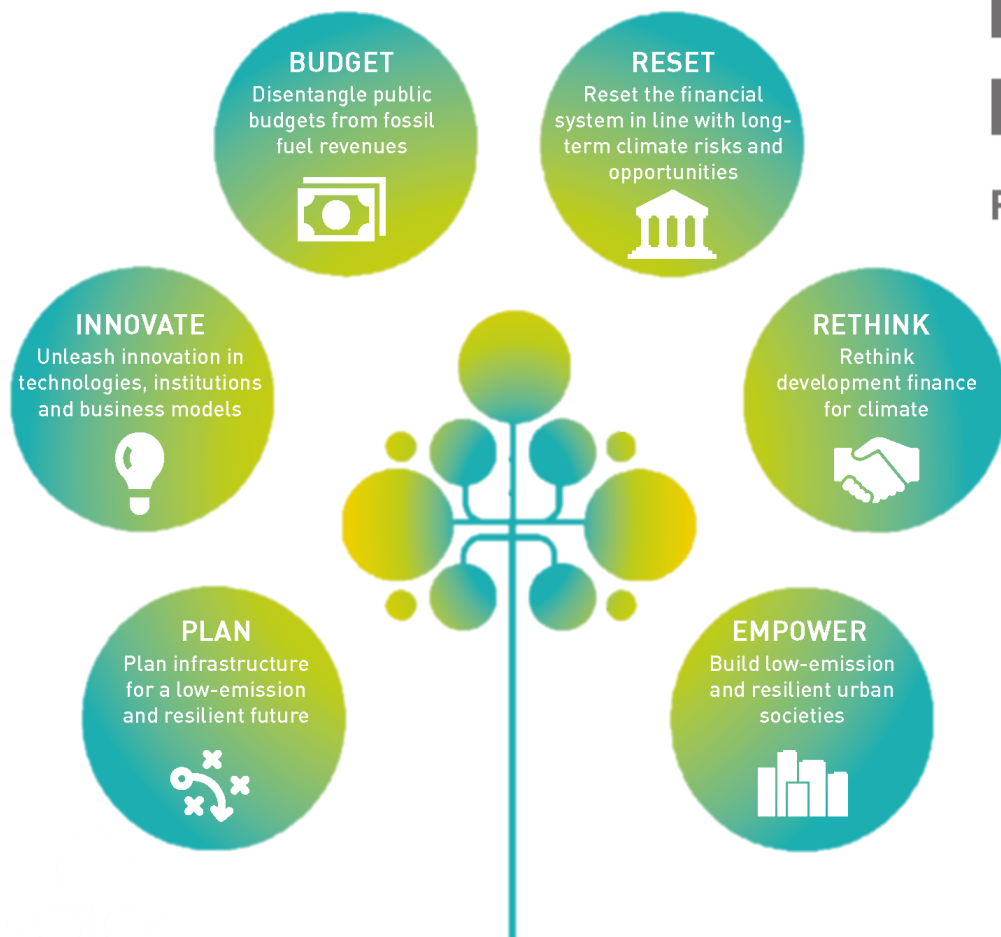 BUDGET
Disentangle public
budgets from fossil
fuel revenues
RESET
Reset the financial
system in line with long-
term climate risks and
opportunities
INNOVATE
Unleash innovation in
technologies, institutions
and business models
RETHINK
Rethink
development finance
for climate
PLAN
Plan infrastructure
for a low-emission
and resilient future
EMPOWER
Build low-emission
and resilient urban
societies